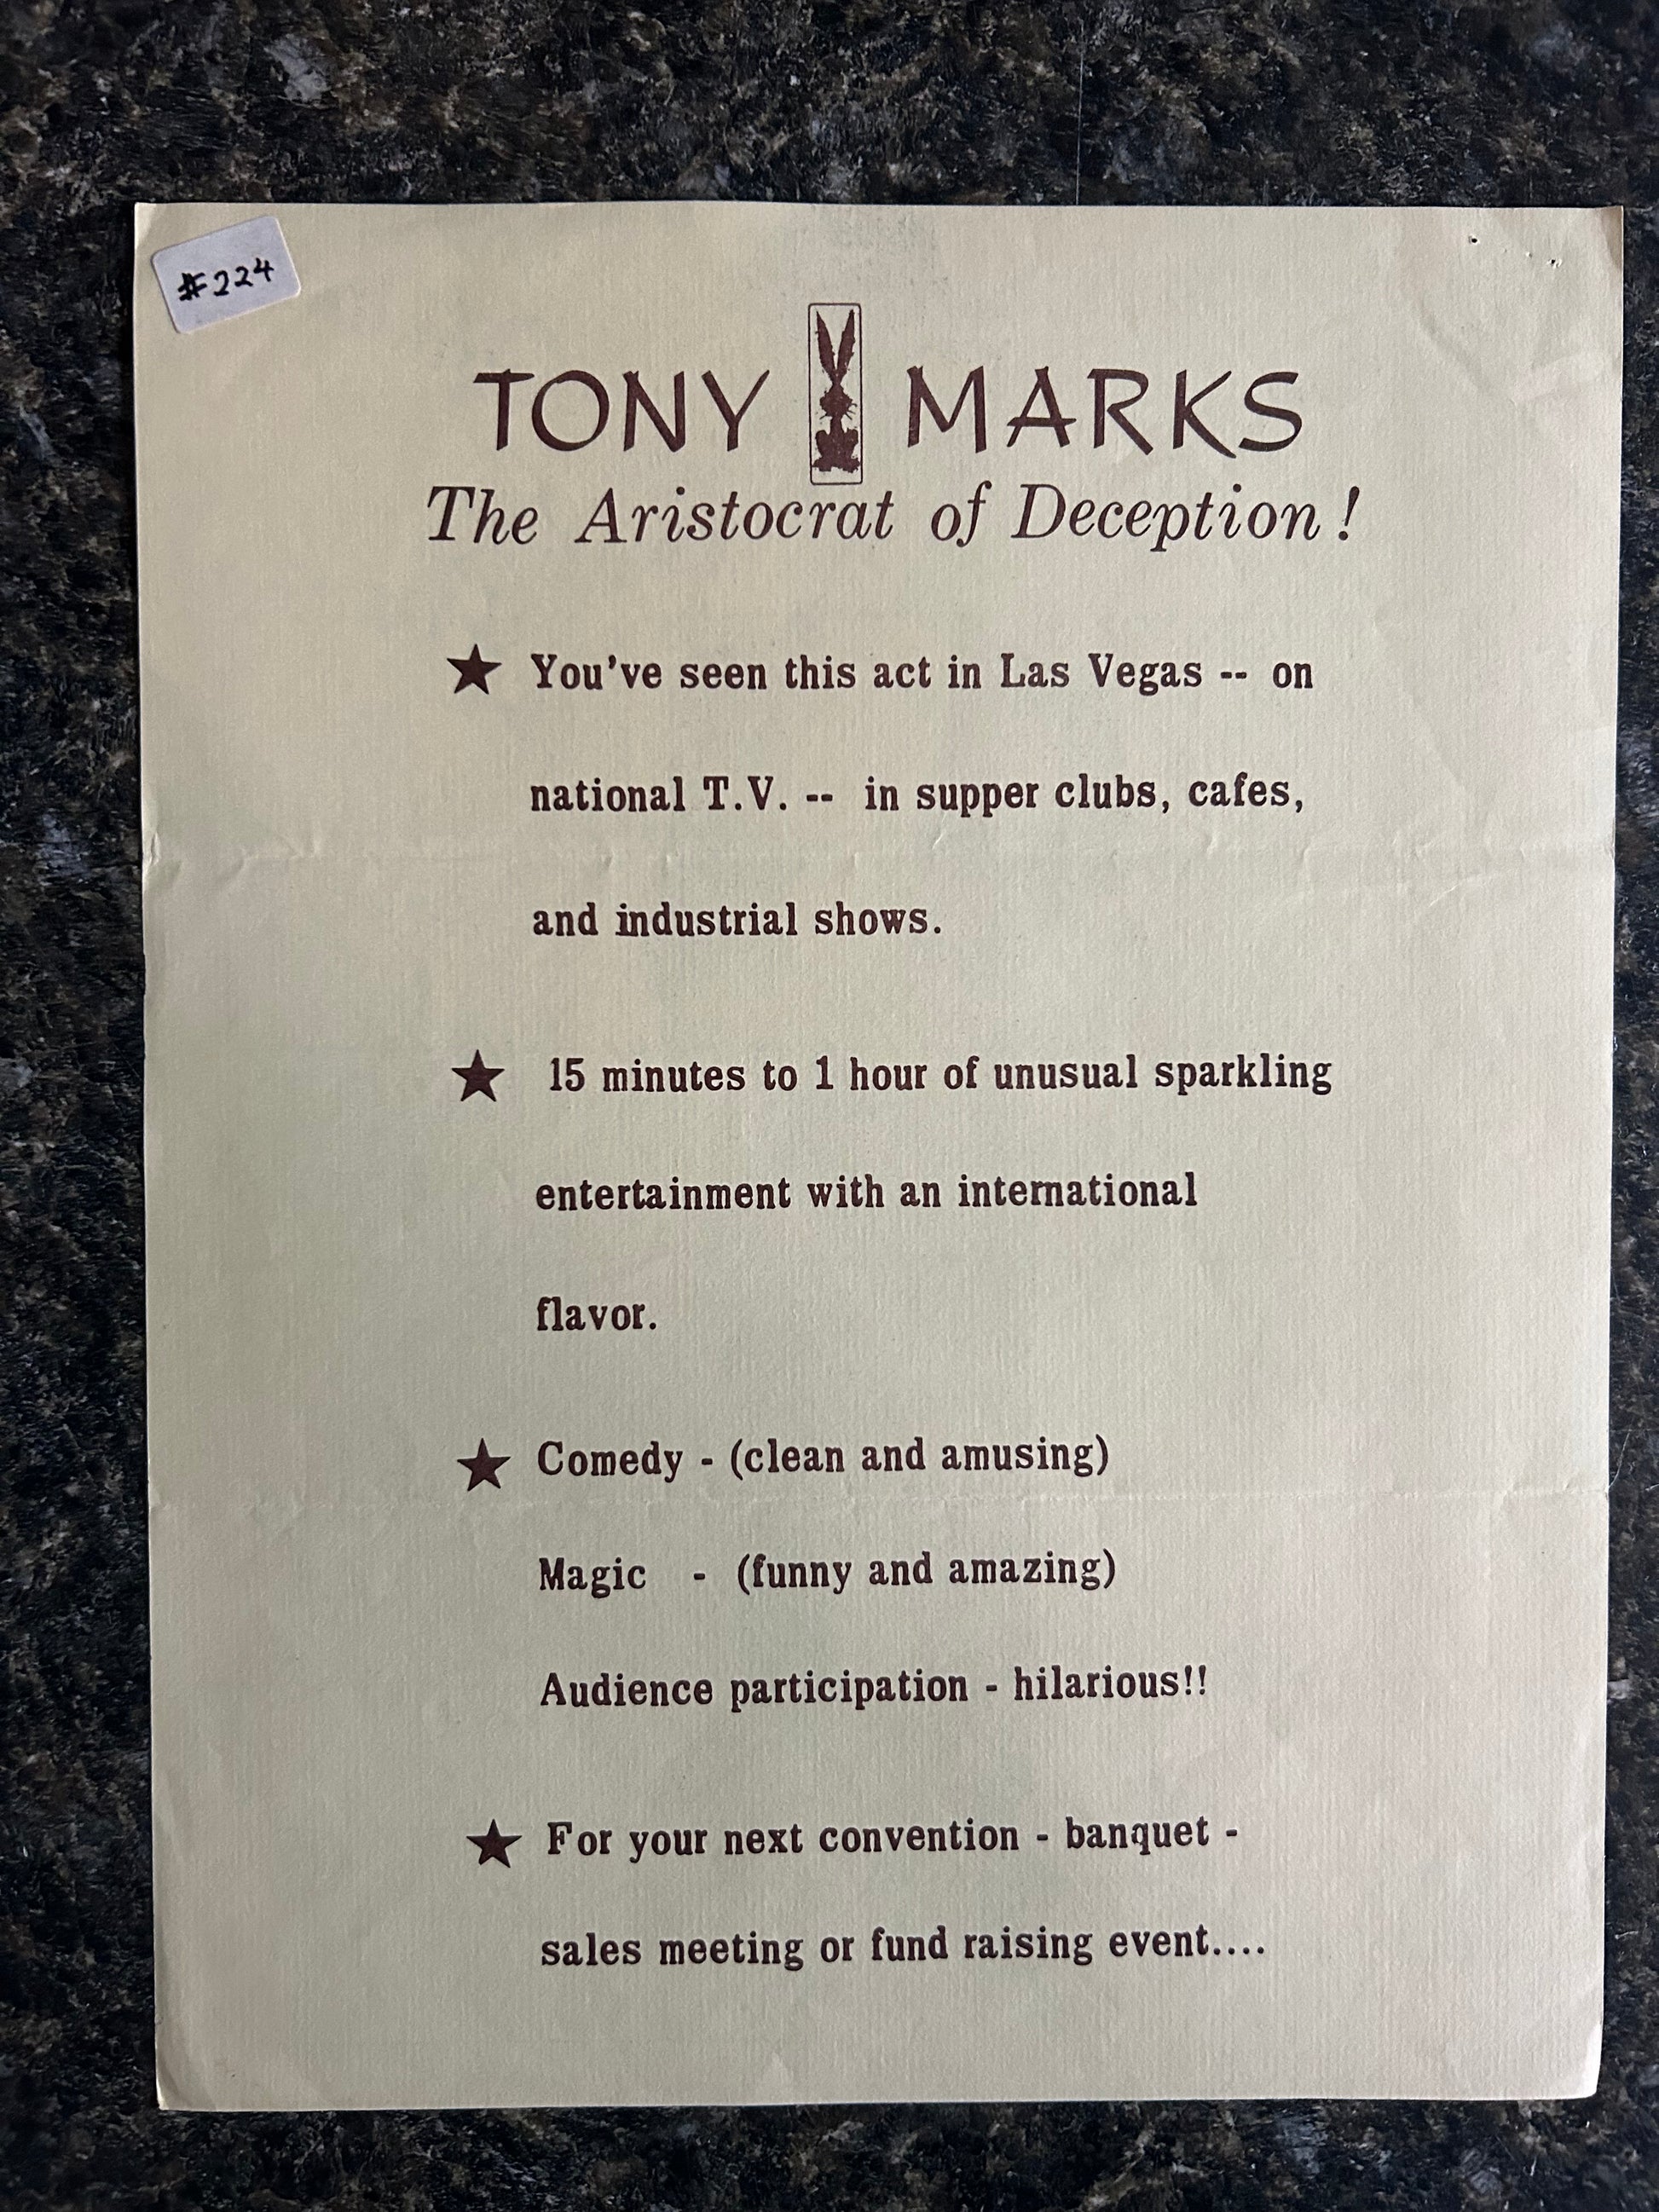 #224
TONY MARKS
The Aristocrat of Deception!
★ You've seen this act in Las Vegas -- on
national T.V. -- in supper clubs, cafes,
and industrial shows.
★ 15 minutes to 1 hour of unusual sparkling
entertainment with an international
flavor.
★ Comedy - (clean and amusing)
Magic - (funny and amazing)
Audience participation - hilarious!!
★ For your next convention - banquet -
sales meeting or fund raising event....